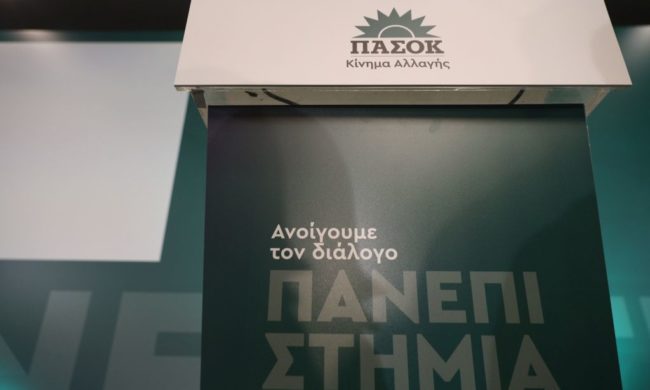 ΠΑΣΟΚ
Κίνημα Αλλαγής
Ανοίγουμε
τον διάλογο
ΠΑΝΕΠΙ
ΣΤΗΜΙΑ